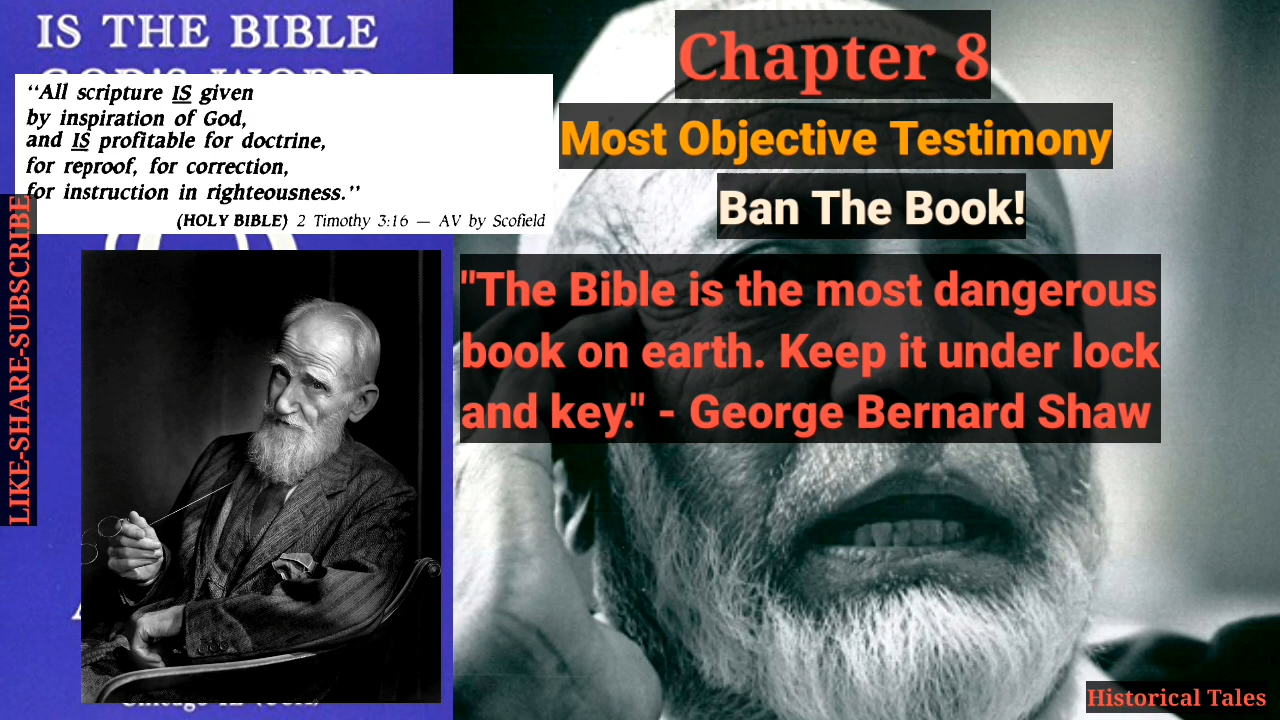 IS THE BIBLE
GOD'S WORD
"All scripture IS given
by inspiration of God,
and IS profitable for doctrine,
for reproof, for correction,
for instruction in righteousness."
(HOLY BIBLE) 2 Timothy 3:16 — AV by Scofield
LIKE-SHARE-SUBSCRIBE
Chapter 8
Most Objective Testimony
Ban The Book!
"The Bible is the most dangerous
book on earth. Keep it under lock
and key." - George Bernard Shaw
Historical Tales